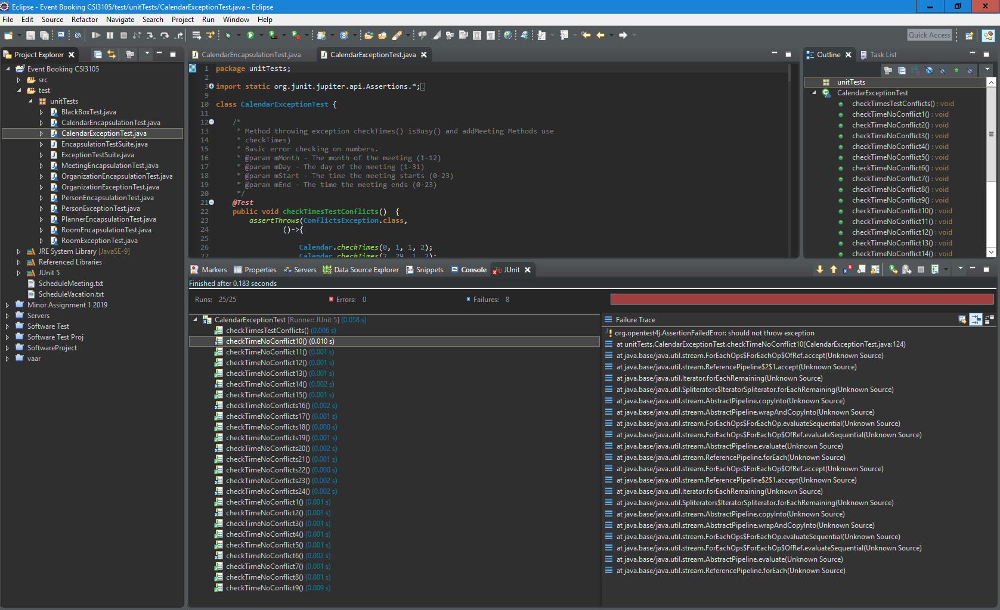 Eclipse - Event Booking CSI3105/test/unitTests/CalendarExceptionTest.java - Eclipse
File Edit Source Refactor Navigate Search Project Run Window Help
Quick Access
Project Explorer
Event Booking CSI3105
src
test
unitTests
BlackBoxTest.java
CalendarEncapsulationTest.java
CalendarExceptionTest.java
EncapsulationTestSuite.java
ExceptionTestSuite.java
MeetingEncapsulationTest.java
OrganizationEncapsulationTest.java
OrganizationExceptionTest.java
PersonEncapsulationTest.java
PersonExceptionTest.java
PlannerEncapsulationTest.java
RoomEncapsulationTest.java
RoomExceptionTest.java
JRE System Library [JavaSE-9]
Referenced Libraries
JUnit 5
ScheduleMeeting.txt
ScheduleVacation.txt
Minor Assignment 1 2019
Servers
Software Test
Software Test Proj
SoftwareProject
vaar
CalendarEncapsulationTest.java CalendarExceptionTest.java
1 package unitTests;
2
3 import static org.junit.jupiter.api.Assertions.*;
9
10 class CalendarExceptionTest {
11
12 /*
13 * Method throwing exception checkTimes() isBusy() and addMeeting Methods use
14 * checkTimes)
15 * Basic error checking on numbers.
16 * @param mMonth - The month of the meeting (1-12)
17 * @param mDay - The day of the meeting (1-31)
18 * @param mStart - The time the meeting starts (0-23)
19 * @param mEnd - The time the meeting ends (0-23)
20 */
21 @Test
22 public void checkTimesTestConflicts() {
23 assertThrows(ConflictsException.class,
24 ()->{
25
26 Calendar.checkTimes(0, 1, 1, 2);
27 Calendar.checkTimes(2, 29, 1, 2);
Outline Task List
unitTests
CalendarExceptionTest
checkTimesTestConflicts() : void
checkTimeNoConflict1() : void
checkTimeNoConflict2() : void
checkTimeNoConflict3() : void
checkTimeNoConflict4() : void
checkTimeNoConflict5() : void
checkTimeNoConflict6() : void
checkTimeNoConflict7() : void
checkTimeNoConflict8() : void
checkTimeNoConflict9() : void
checkTimeNoConflict10() : void
checkTimeNoConflict11() : void
checkTimeNoConflict12() : void
checkTimeNoConflict13() : void
checkTimeNoConflict14() : void
Markers Properties Servers Data Source Explorer Snippets Console JUnit
Finished after 0.183 seconds
Runs: 25/25 Errors: 0 Failures: 8
CalendarExceptionTest [Runner: JUnit 5] (0.058 s)
checkTimesTestConflicts() (0.006 s)
checkTimeNoConflict10() (0.010 s)
checkTimeNoConflict11() (0.001 s)
checkTimeNoConflict12() (0.001 s)
checkTimeNoConflict13() (0.001 s)
checkTimeNoConflict14() (0.002 s)
checkTimeNoConflict15() (0.001 s)
checkTimeNoConflicts16() (0.002 s)
checkTimeNoConflicts17() (0.001 s)
checkTimeNoConflicts18() (0.000 s)
checkTimeNoConflicts19() (0.001 s)
checkTimeNoConflicts20() (0.002 s)
checkTimeNoConflicts21() (0.001 s)
checkTimeNoConflicts22() (0.000 s)
checkTimeNoConflicts23() (0.002 s)
checkTimeNoConflicts24() (0.002 s)
checkTimeNoConflict1() (0.001 s)
checkTimeNoConflict2() (0.003 s)
checkTimeNoConflict3() (0.001 s)
checkTimeNoConflict4() (0.001 s)
checkTimeNoConflict5() (0.001 s)
checkTimeNoConflict6() (0.002 s)
checkTimeNoConflict7() (0.001 s)
checkTimeNoConflict8() (0.001 s)
checkTimeNoConflict9() (0.009 s)
Failure Trace
org.opentest4j.AssertionFailedError: should not throw exception
at unitTests.CalendarExceptionTest.checkTimeNoConflict10(CalendarExceptionTest.java:124)
at java.base/java.util.stream.ForEachOps$ForEachOp$OfRef.accept(Unknown Source)
at java.base/java.util.stream.ReferencePipeline$2$1.accept(Unknown Source)
at java.base/java.util.Iterator.forEachRemaining(Unknown Source)
at java.base/java.util.Spliterators$IteratorSpliterator.forEachRemaining(Unknown Source)
at java.base/java.util.stream.AbstractPipeline.copyInto(Unknown Source)
at java.base/java.util.stream.AbstractPipeline.wrapAndCopyInto(Unknown Source)
at java.base/java.util.stream.ForEachOps$ForEachOp.evaluateSequential(Unknown Source)
at java.base/java.util.stream.ForEachOps$ForEachOp$OfRef.evaluateSequential(Unknown Source)
at java.base/java.util.stream.AbstractPipeline.evaluate(Unknown Source)
at java.base/java.util.stream.ReferencePipeline.forEach(Unknown Source)
at java.base/java.util.stream.ForEachOps$ForEachOp$OfRef.accept(Unknown Source)
at java.base/java.util.stream.ReferencePipeline$2$1.accept(Unknown Source)
at java.base/java.util.Iterator.forEachRemaining(Unknown Source)
at java.base/java.util.Spliterators$IteratorSpliterator.forEachRemaining(Unknown Source)
at java.base/java.util.stream.AbstractPipeline.copyInto(Unknown Source)
at java.base/java.util.stream.AbstractPipeline.wrapAndCopyInto(Unknown Source)
at java.base/java.util.stream.ForEachOps$ForEachOp.evaluateSequential(Unknown Source)
at java.base/java.util.stream.ForEachOps$ForEachOp$OfRef.evaluateSequential(Unknown Source)
at java.base/java.util.stream.AbstractPipeline.evaluate(Unknown Source)
at java.base/java.util.stream.ReferencePipeline.forEach(Unknown Source)